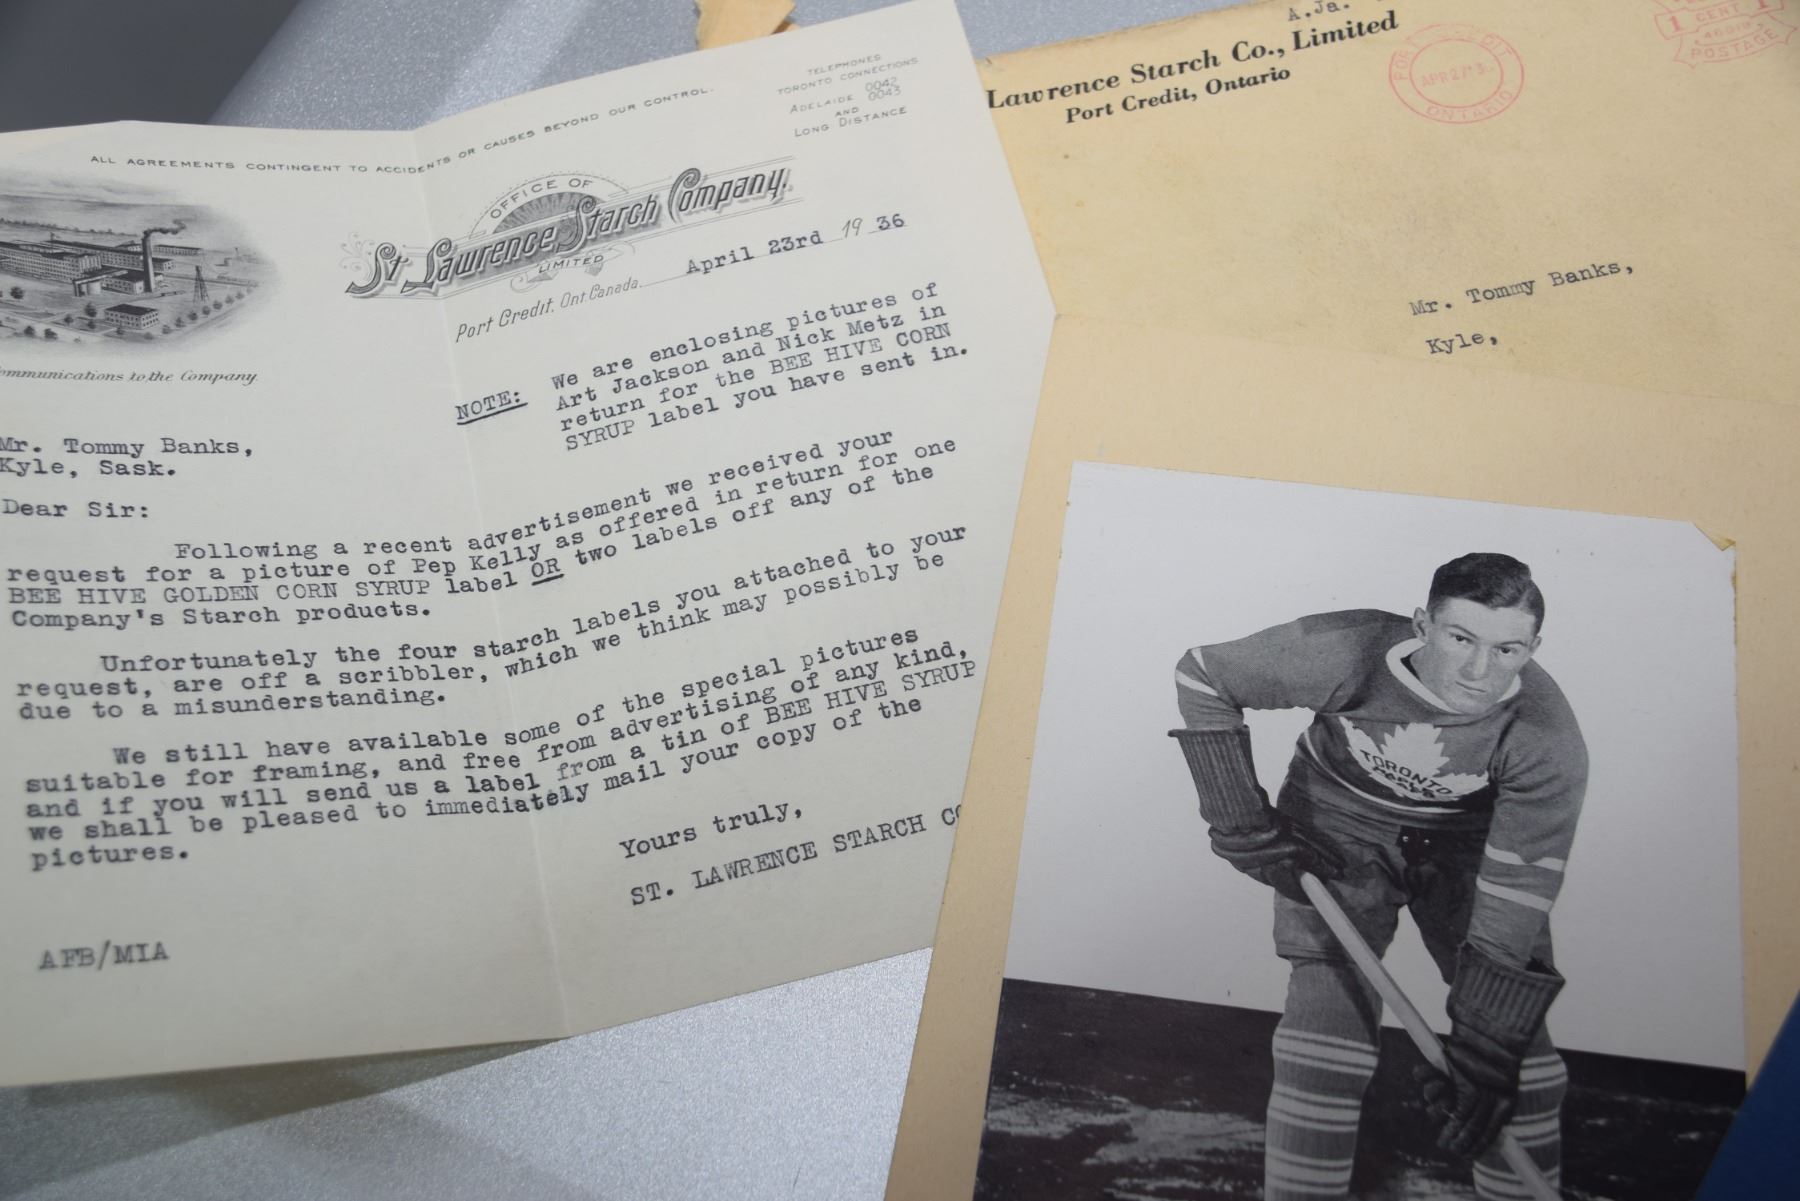 ALL AGREEMENTS CONTINGENT TO ACCIDENTS OR CAUSES BEYOND OUR CONTROL.
TELEPHONES
TORONTO CONNECTIONS
ADELAIDE 0042
0043
AND
LONG DISTANCE
OFFICE OF
St Lawrence Starch Company,
LIMITED
Port Credit, Ont Canada. April 23rd 19 36
Communications to the Company.
NOTE: We are enclosing pictures of
Art Jackson and Nick Metz in
return for the BEE HIVE CORN
SYRUP label you have sent in.
Mr. Tommy Banks,
Kyle, Sask.
Dear Sir:
Following a recent advertisement we received your
request for a picture of Pep Kelly as offered in return for one
BEE HIVE GOLDEN CORN SYRUP label OR two labels off any of the
Company's Starch products.
Unfortunately the four starch labels you attached to your
request, are off a scribbler, which we think may possibly be
due to a misunderstanding.
We still have available some of the special pictures
suitable for framing, and free from advertising of any kind,
and if you will send us a label from a tin of BEE HIVE SYRUP
we shall be pleased to immediately mail your copy of the
pictures.
Yours truly,
ST. LAWRENCE STARCH CO
AFB/MIA
A.Ja.
Lawrence Starch Co., Limited
Port Credit, Ontario
PORT CREDIT
APR 27 '3
ONTARIO
1 CENT 1
POSTAGE
Mr. Tommy Banks,
Kyle,
TORONTO